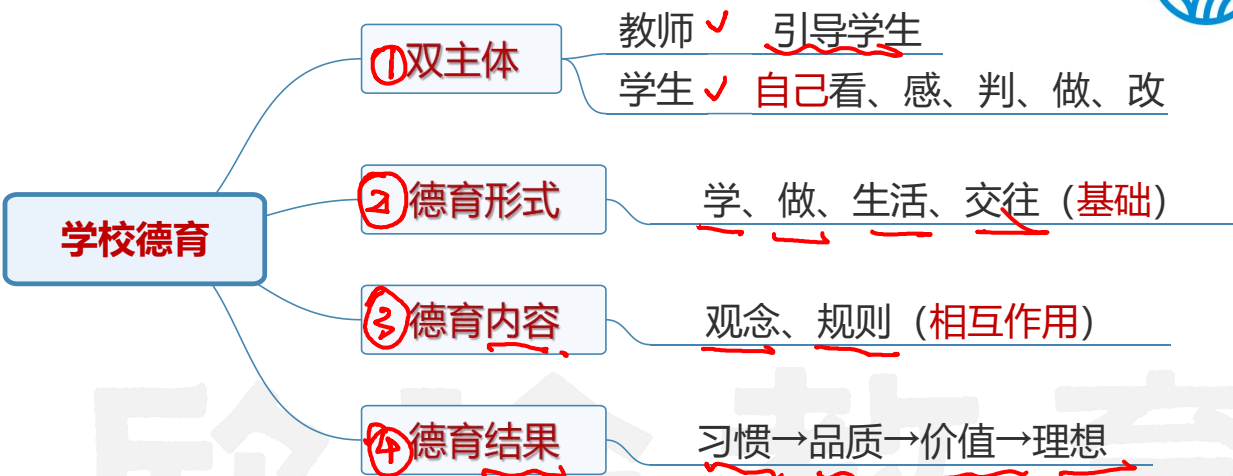 ①双主体
教师 ✓ 引导学生
学生 ✓ 自己看、感、判、做、改
②德育形式
学、做、生活、交往（基础）
学校德育
③德育内容
观念、规则（相互作用）
④德育结果
习惯→品质→价值→理想